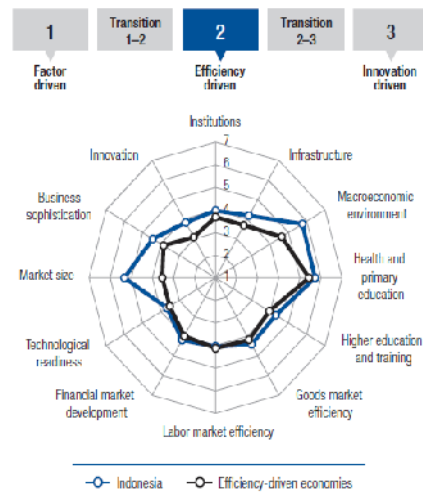 1
Transition
1–2
2
Transition
2–3
3
Factor
driven
Efficiency
driven
Innovation
driven
Institutions
7
Innovation
Infrastructure
6
Business
sophistication
5
Macroeconomic
environment
4
3
2
Market size
1
Health and
primary
education
Technological
readiness
Higher education
and training
Financial market
development
Goods market
efficiency
Labor market efficiency
Indonesia
Efficiency-driven economies